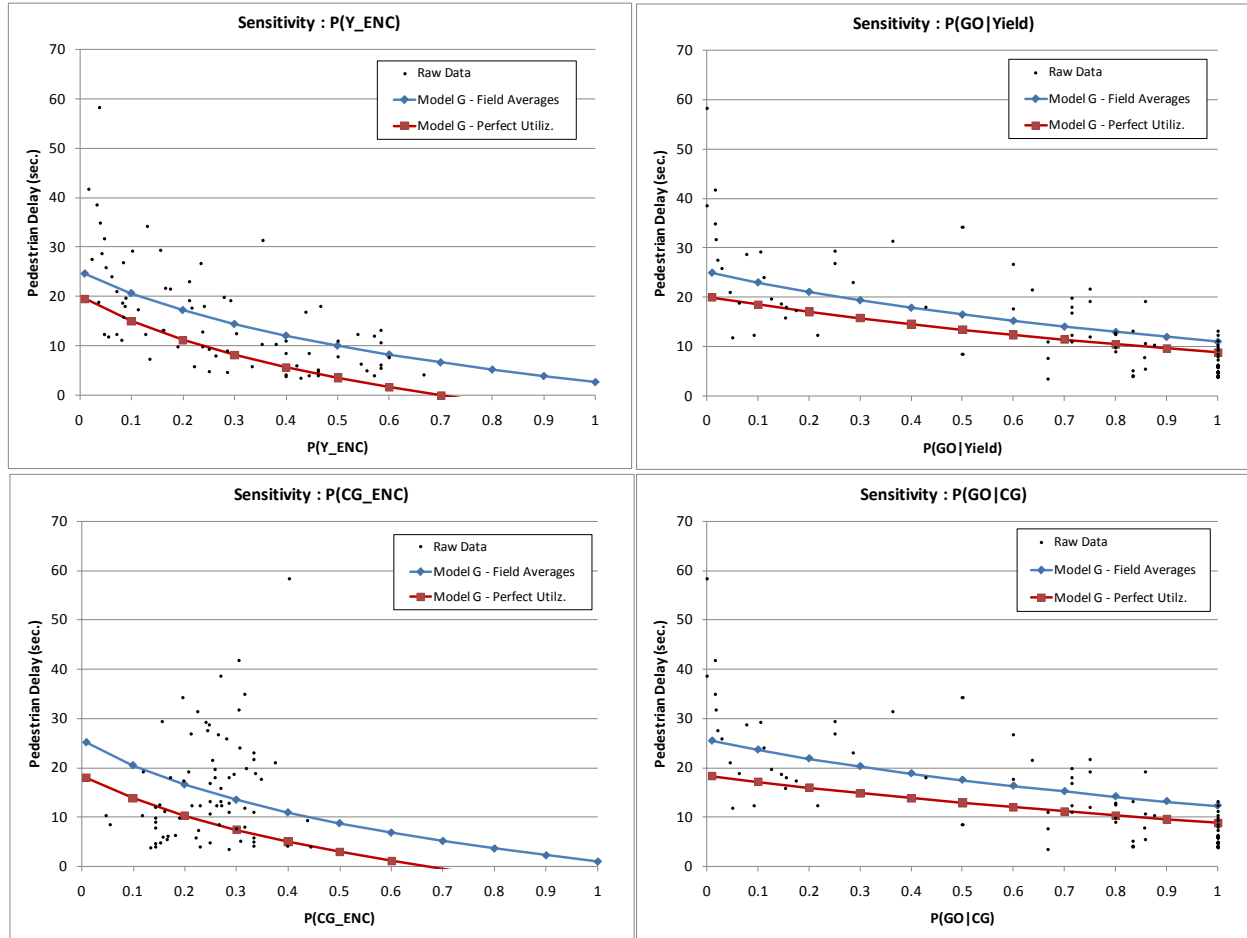 Sensitivity : P(Y_ENC)
70
60
50
40
30
20
10
0
Pedestrian Delay (sec.)
Raw Data
Model G - Field Averages
Model G - Perfect Utiliz.
0 0.1 0.2 0.3 0.4 0.5 0.6 0.7 0.8 0.9 1
P(Y_ENC)
Sensitivity : P(GO|Yield)
70
60
50
40
30
20
10
0
Pedestrian Delay (sec.)
Raw Data
Model G - Field Averages
Model G - Perfect Utiliz.
0 0.1 0.2 0.3 0.4 0.5 0.6 0.7 0.8 0.9 1
P(GO|Yield)
Sensitivity : P(CG_ENC)
70
60
50
40
30
20
10
0
Pedestrian Delay (sec.)
Raw Data
Model G - Field Averages
Model G - Perfect Utilz.
0 0.1 0.2 0.3 0.4 0.5 0.6 0.7 0.8 0.9 1
P(CG_ENC)
Sensitivity : P(GO|CG)
70
60
50
40
30
20
10
0
Pedestrian Delay (sec.)
Raw Data
Model G - Field Averages
Model G - Perfect Utilz.
0 0.1 0.2 0.3 0.4 0.5 0.6 0.7 0.8 0.9 1
P(GO|CG)